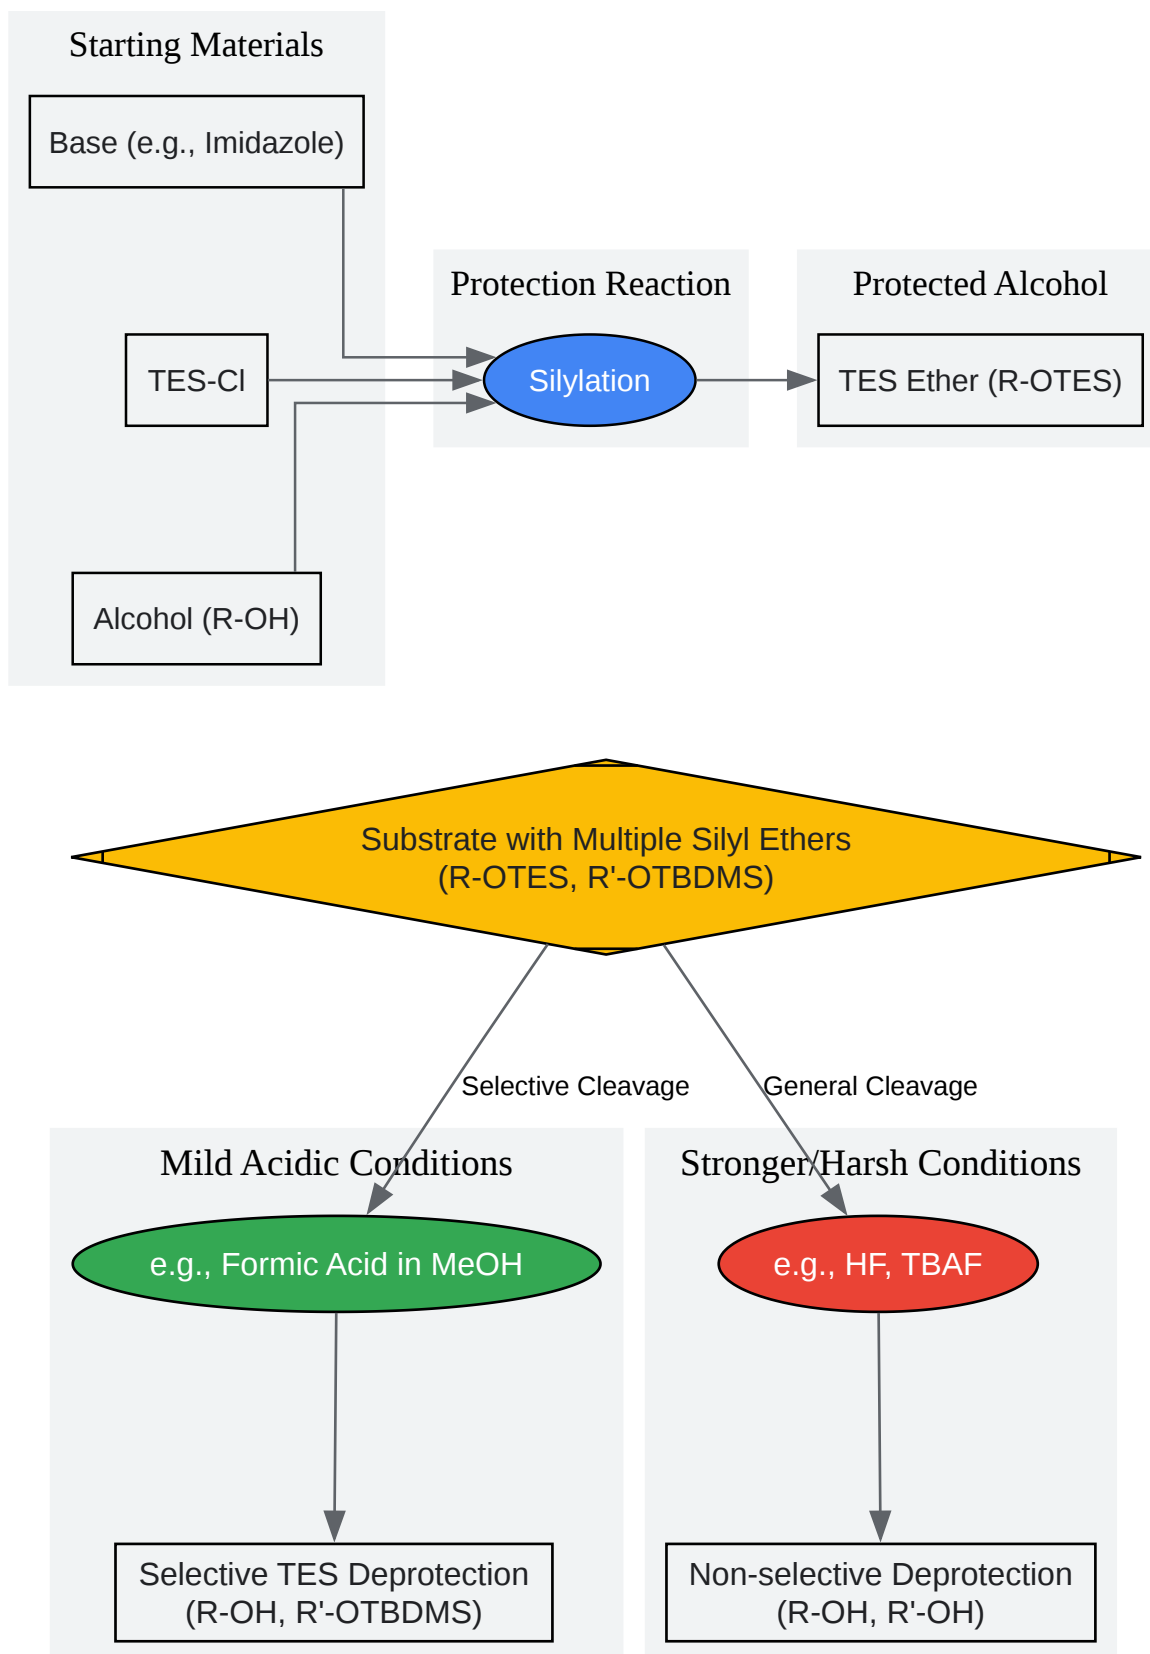 Starting Materials
Base (e.g., Imidazole)
TES-Cl
Alcohol (R-OH)
Protection Reaction
Silylation
Protected Alcohol
TES Ether (R-OTES)
Substrate with Multiple Silyl Ethers
(R-OTES, R'-OTBDMS)
Selective Cleavage
General Cleavage
Mild Acidic Conditions
e.g., Formic Acid in MeOH
Selective TES Deprotection
(R-OH, R'-OTBDMS)
Stronger/Harsh Conditions
e.g., HF, TBAF
Non-selective Deprotection
(R-OH, R'-OH)